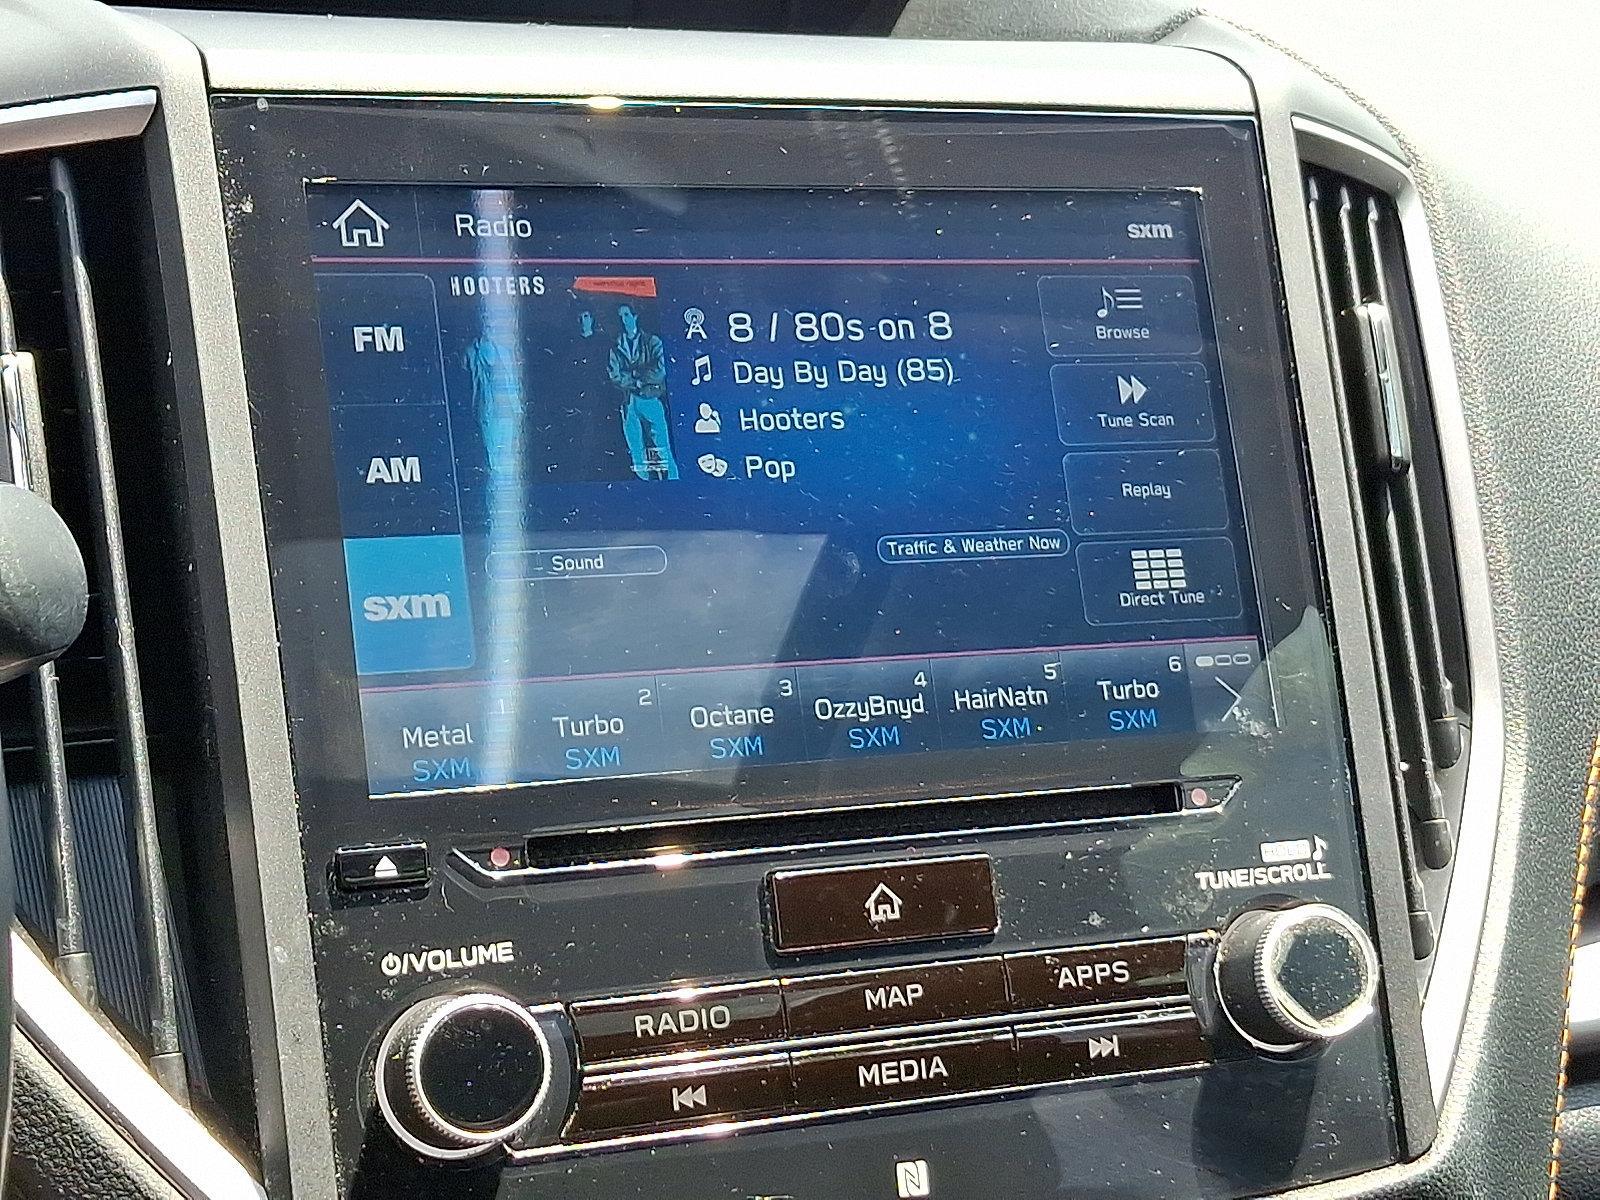 Radio
sxm
HOOTERS
FM
AM
sxm
8 / 80s on 8
Day By Day (85)
Hooters
Pop
Browse
Tune Scan
Replay
Direct Tune
Sound
Traffic & Weather Now
1 Metal SXM
2 Turbo SXM
3 Octane SXM
4 OzzyBnyd SXM
5 HairNatn SXM
6 Turbo SXM
HOLD
TUNE/SCROLL
/VOLUME
RADIO
MAP
APPS
MEDIA
N